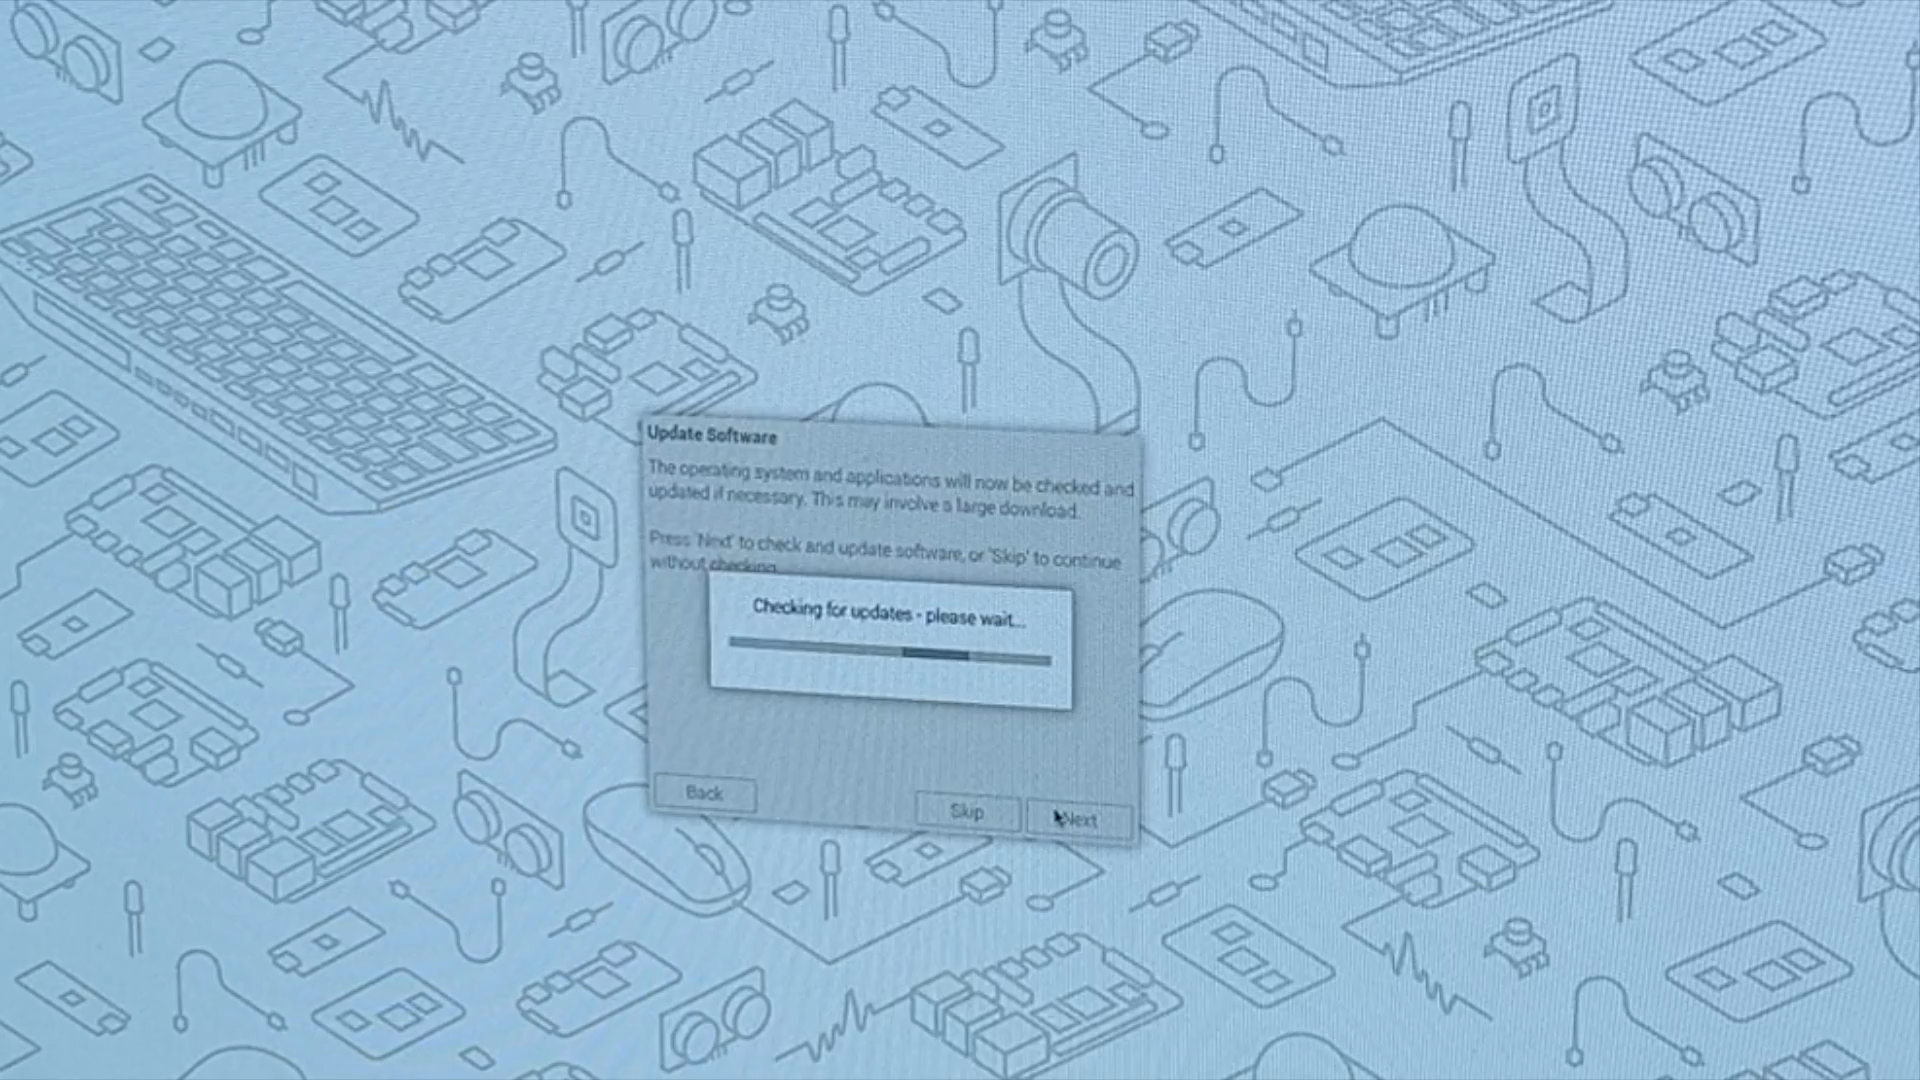 Update Software
The operating system and applications will now be checked and
updated if necessary. This may involve a large download.
Press 'Next' to check and update software, or 'Skip' to continue
without checking.
Checking for updates - please wait...
Back
Skip
Next